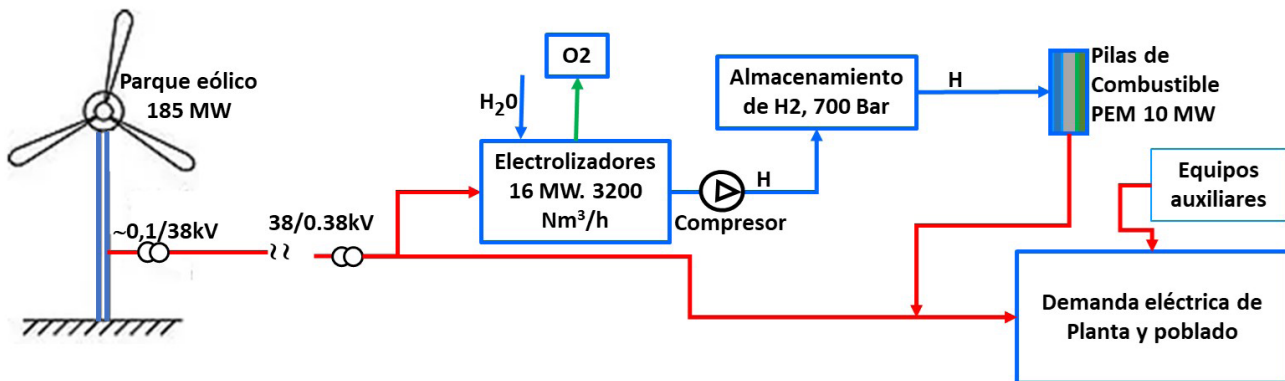 Parque eólico
185 MW
~0,1/38kV
38/0.38kV
H₂0
O2
Electrolizadores
16 MW. 3200
Nm³/h
Compresor
H
Almacenamiento
de H2, 700 Bar
H
Pilas de
Combustible
PEM 10 MW
Equipos
auxiliares
Demanda eléctrica de
Planta y poblado